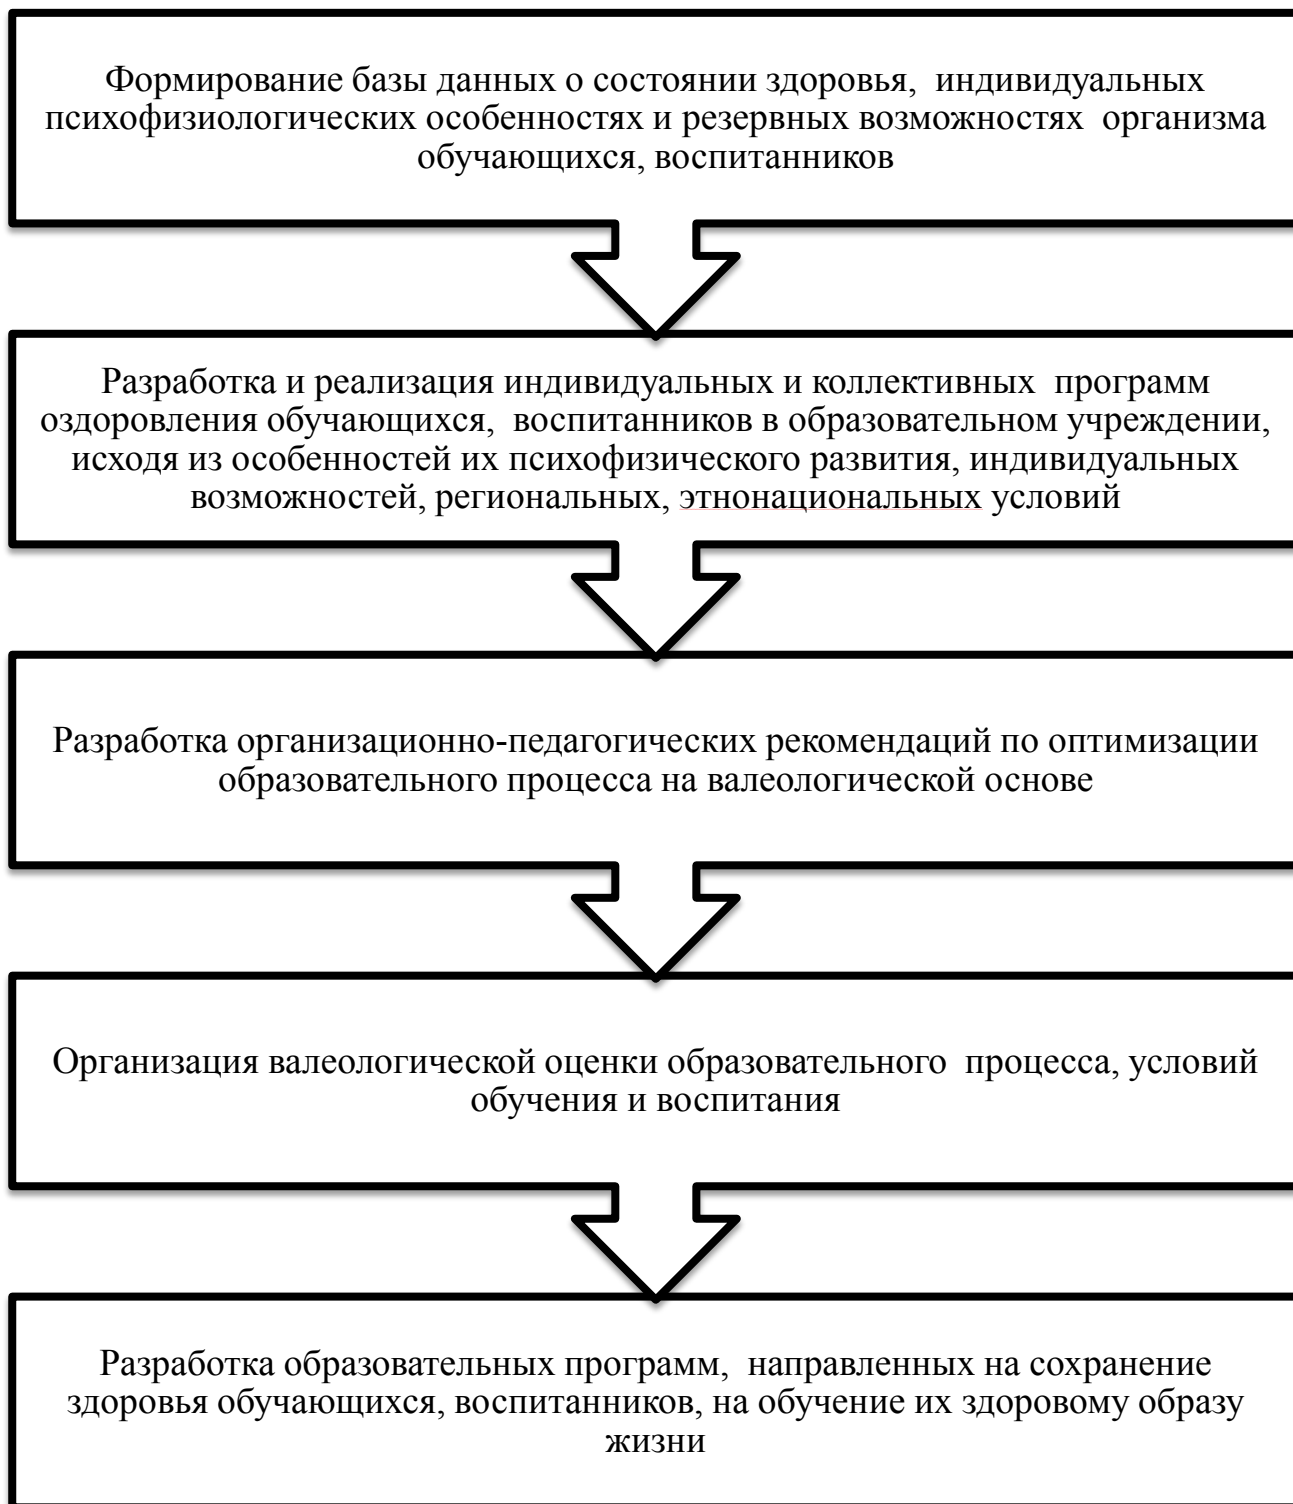 Формирование базы данных о состоянии здоровья,  индивидуальных
психофизиологических особенностях и резервных возможностях  организма
обучающихся, воспитанников
Разработка и реализация индивидуальных и коллективных  программ
оздоровления обучающихся,  воспитанников в образовательном учреждении,
исходя из особенностей их психофизического развития, индивидуальных
возможностей, региональных, этнонациональных условий
Разработка организационно-педагогических рекомендаций по оптимизации
образовательного процесса на валеологической основе
Организация валеологической оценки образовательного  процесса, условий
обучения и воспитания
Разработка образовательных программ,  направленных на сохранение
здоровья обучающихся, воспитанников, на обучение их здоровому образу
жизни